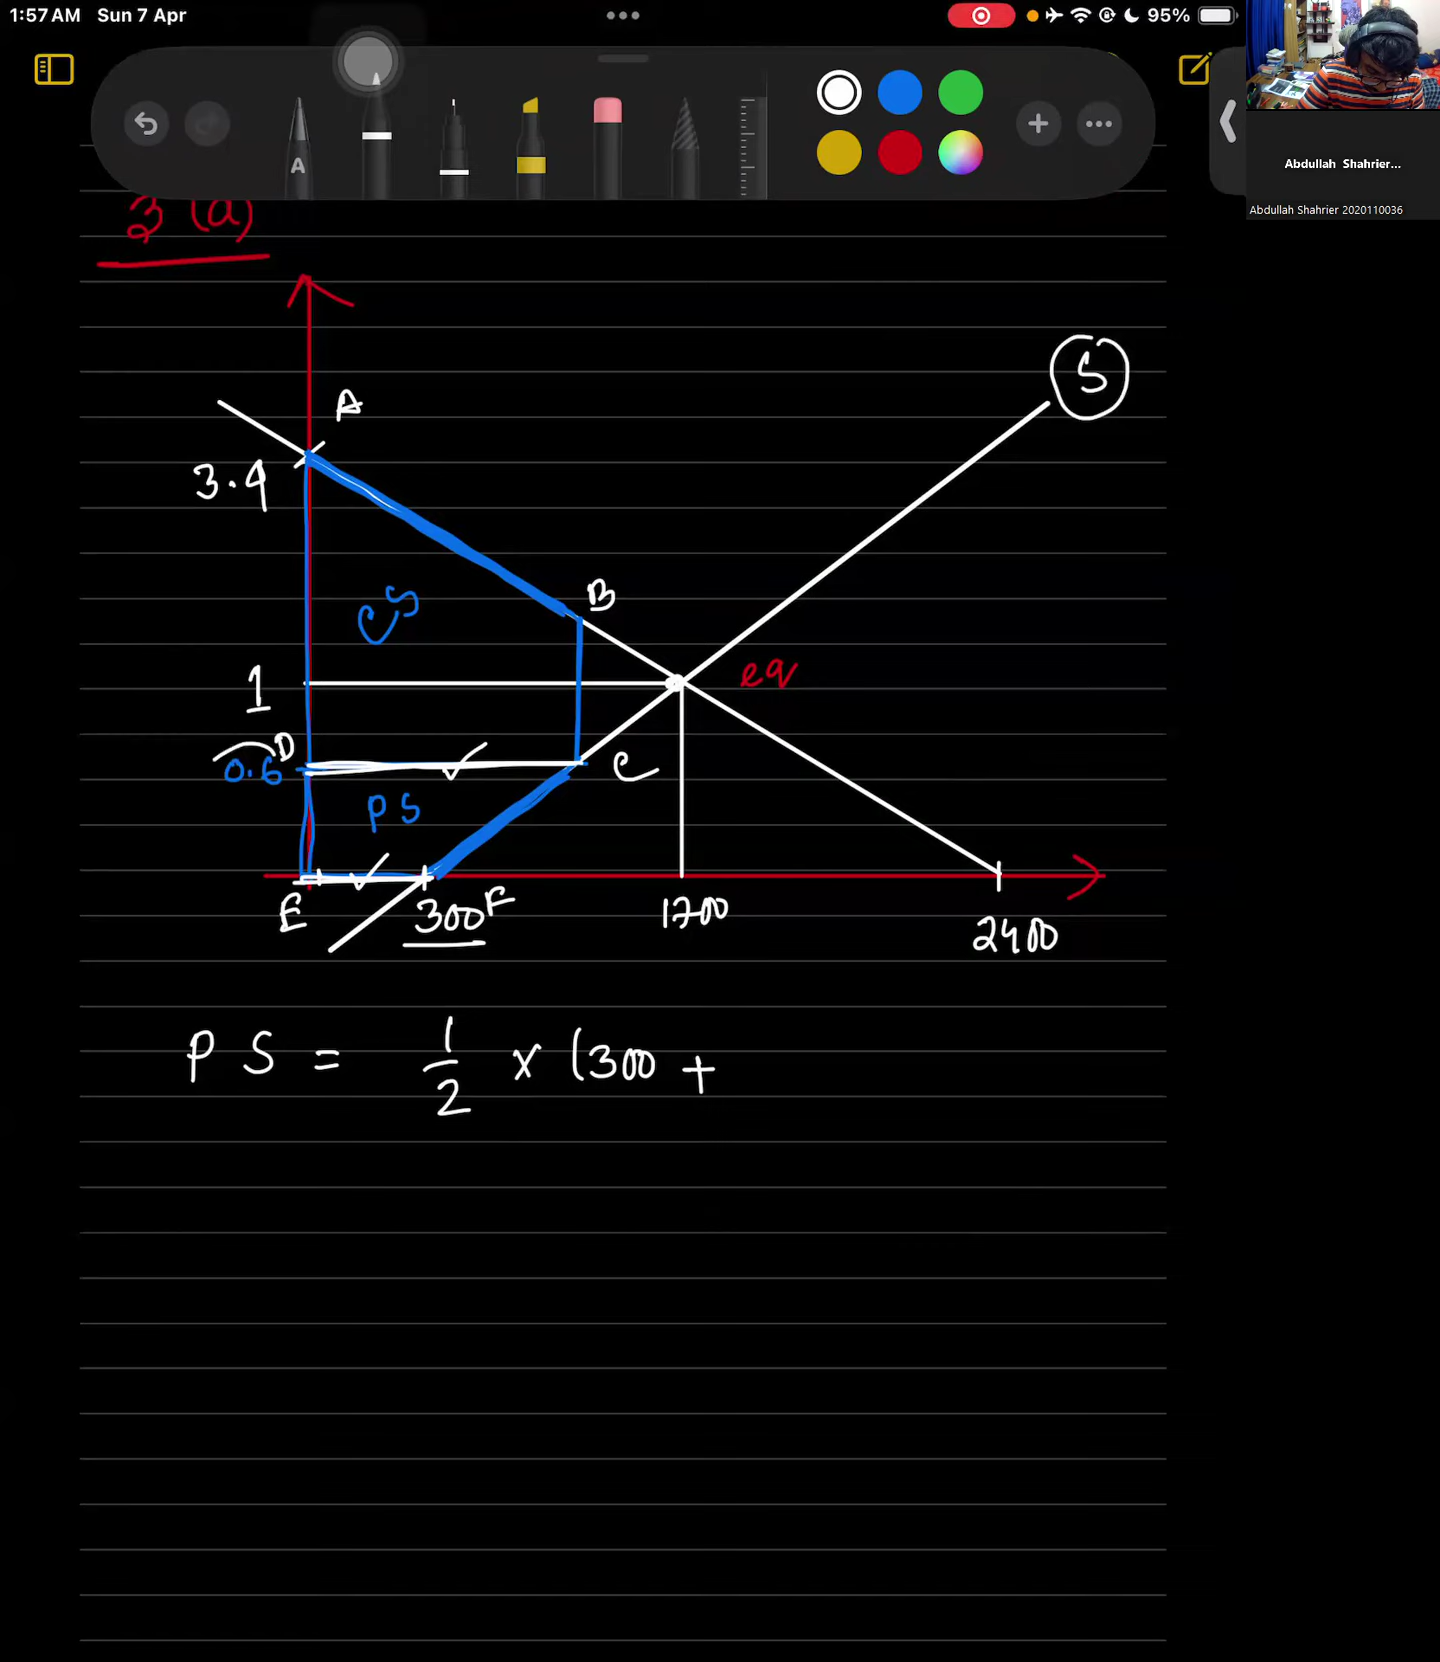 1:57 AM Sun 7 Apr
95%
A
Abdullah Shahrier...
Abdullah Shahrier 2020110036
3 (a)
S
A
3.4
B
CS
1
eq
D
0.6
C
PS
E
300 F
1200
2400
PS = 1/2 × (300 +